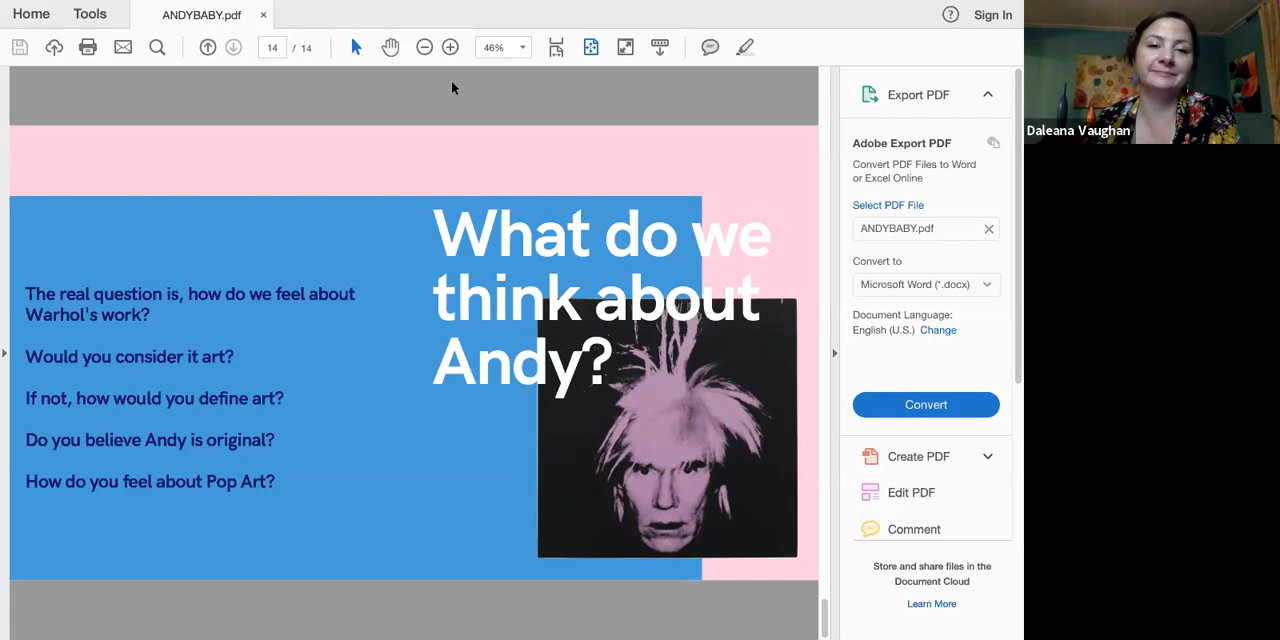 Home Tools ANDYBABY.pdf ×
? Sign In
14 / 14 46%
Export PDF
Adobe Export PDF
Convert PDF Files to Word
or Excel Online
Select PDF File
ANDYBABY.pdf
Convert to
Microsoft Word (*.docx)
Document Language:
English (U.S.) Change
Convert
Create PDF
Edit PDF
Comment
Store and share files in the
Document Cloud
Learn More
What do we
think about
Andy?
The real question is, how do we feel about
Warhol's work?
Would you consider it art?
If not, how would you define art?
Do you believe Andy is original?
How do you feel about Pop Art?
Daleana Vaughan